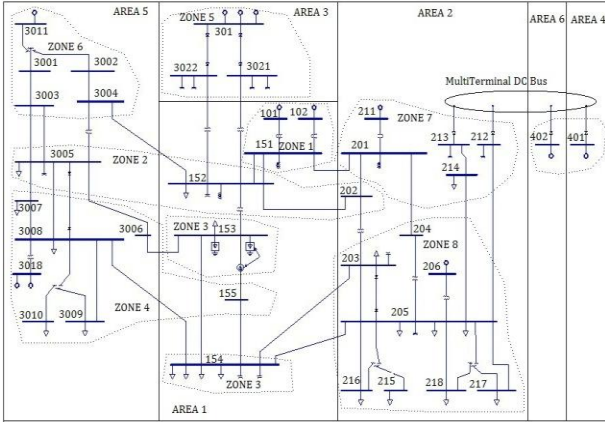 AREA 5
AREA 3
AREA 2
AREA 6
AREA 4
3011
ZONE 6
3001
3002
3003
3004
ZONE 5
301
3022
3021
MultiTerminal DC Bus
101
102
151
ZONE 1
211
ZONE 7
201
213
212
214
402
401
3005
ZONE 2
152
202
3007
3008
3006
ZONE 3
153
204
ZONE 8
203
206
3018
155
205
3010
3009
ZONE 4
154
ZONE 3
216
215
218
217
AREA 1